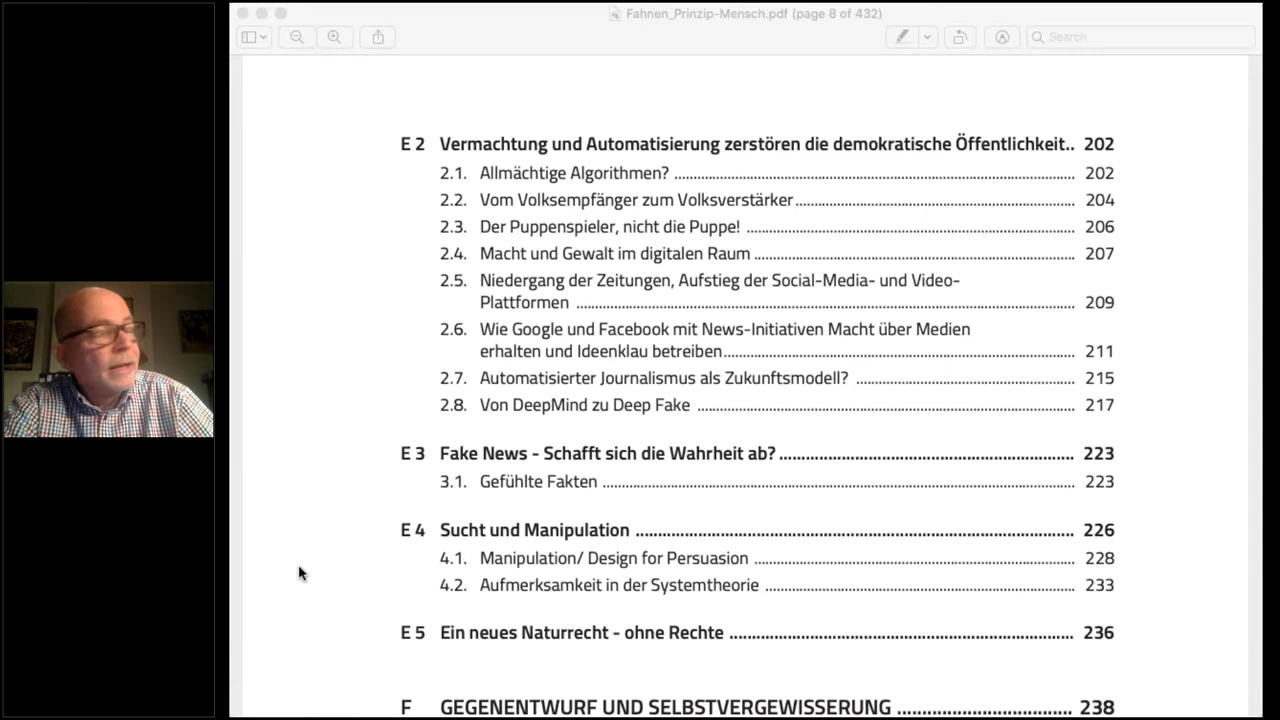 Fahnen_Prinzip-Mensch.pdf (page 8 of 432)
Search
E 2 Vermachtung und Automatisierung zerstören die demokratische Öffentlichkeit.. 202
2.1. Allmächtige Algorithmen? ........ 202
2.2. Vom Volksempfänger zum Volksverstärker ........ 204
2.3. Der Puppenspieler, nicht die Puppe! ........ 206
2.4. Macht und Gewalt im digitalen Raum ........ 207
2.5. Niedergang der Zeitungen, Aufstieg der Social-Media- und Video-
Plattformen ........ 209
2.6. Wie Google und Facebook mit News-Initiativen Macht über Medien
erhalten und Ideenklau betreiben ........ 211
2.7. Automatisierter Journalismus als Zukunftsmodell? ........ 215
2.8. Von DeepMind zu Deep Fake ........ 217
E 3 Fake News - Schafft sich die Wahrheit ab? ........ 223
3.1. Gefühlte Fakten ........ 223
E 4 Sucht und Manipulation ........ 226
4.1. Manipulation/ Design for Persuasion ........ 228
4.2. Aufmerksamkeit in der Systemtheorie ........ 233
E 5 Ein neues Naturrecht - ohne Rechte ........ 236
F GEGENENTWURF UND SELBSTVERGEWISSERUNG ........ 238